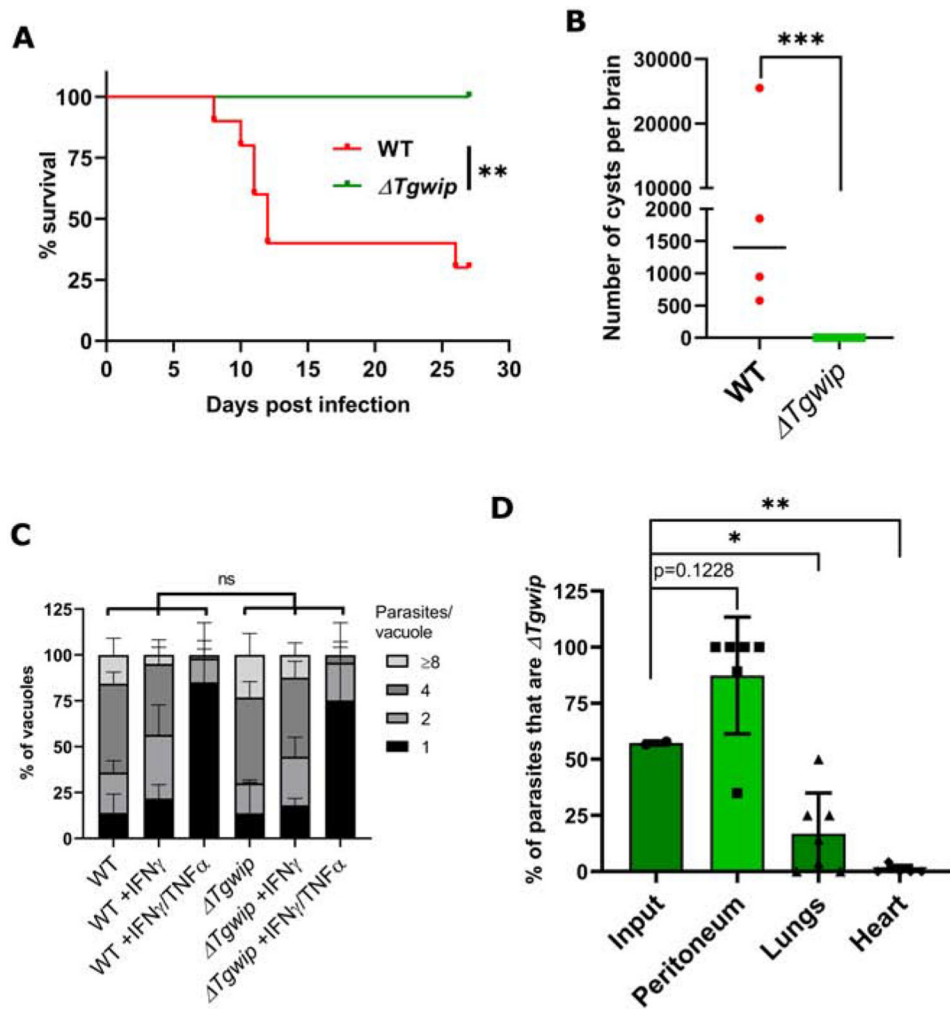 A
% survival
100
75
50
25
0
0 5 10 15 20 25 30
Days post infection
WT
ΔTgwip
**
B
Number of cysts per brain
30000
20000
10000
2000
1500
1000
500
0
***
WT
ΔTgwip
C
% of vacuoles
125
100
75
50
25
0
ns
Parasites/
vacuole
≥8
4
2
1
WT
WT +IFNγ
WT +IFNγ/TNFα
ΔTgwip
ΔTgwip +IFNγ
ΔTgwip +IFNγ/TNFα
D
% of parasites that are ΔTgwip
125
100
75
50
25
0
**
*
p=0.1228
Input
Peritoneum
Lungs
Heart